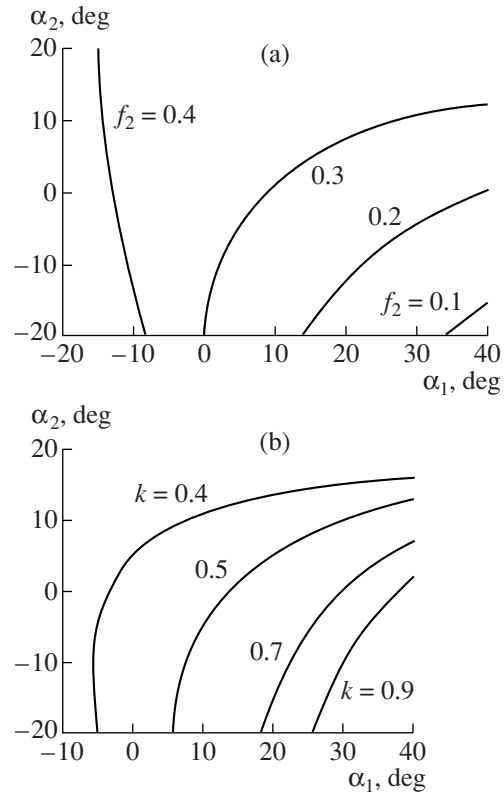 α2, deg
(a)
20
10
0
–10
–20
f2 = 0.4
0.3
0.2
f2 = 0.1
–20 –10 0 10 20 30 40
α1, deg
α2, deg
(b)
20
10
0
–10
–20
k = 0.4
0.5
0.7
k = 0.9
–10 0 10 20 30 40
α1, deg